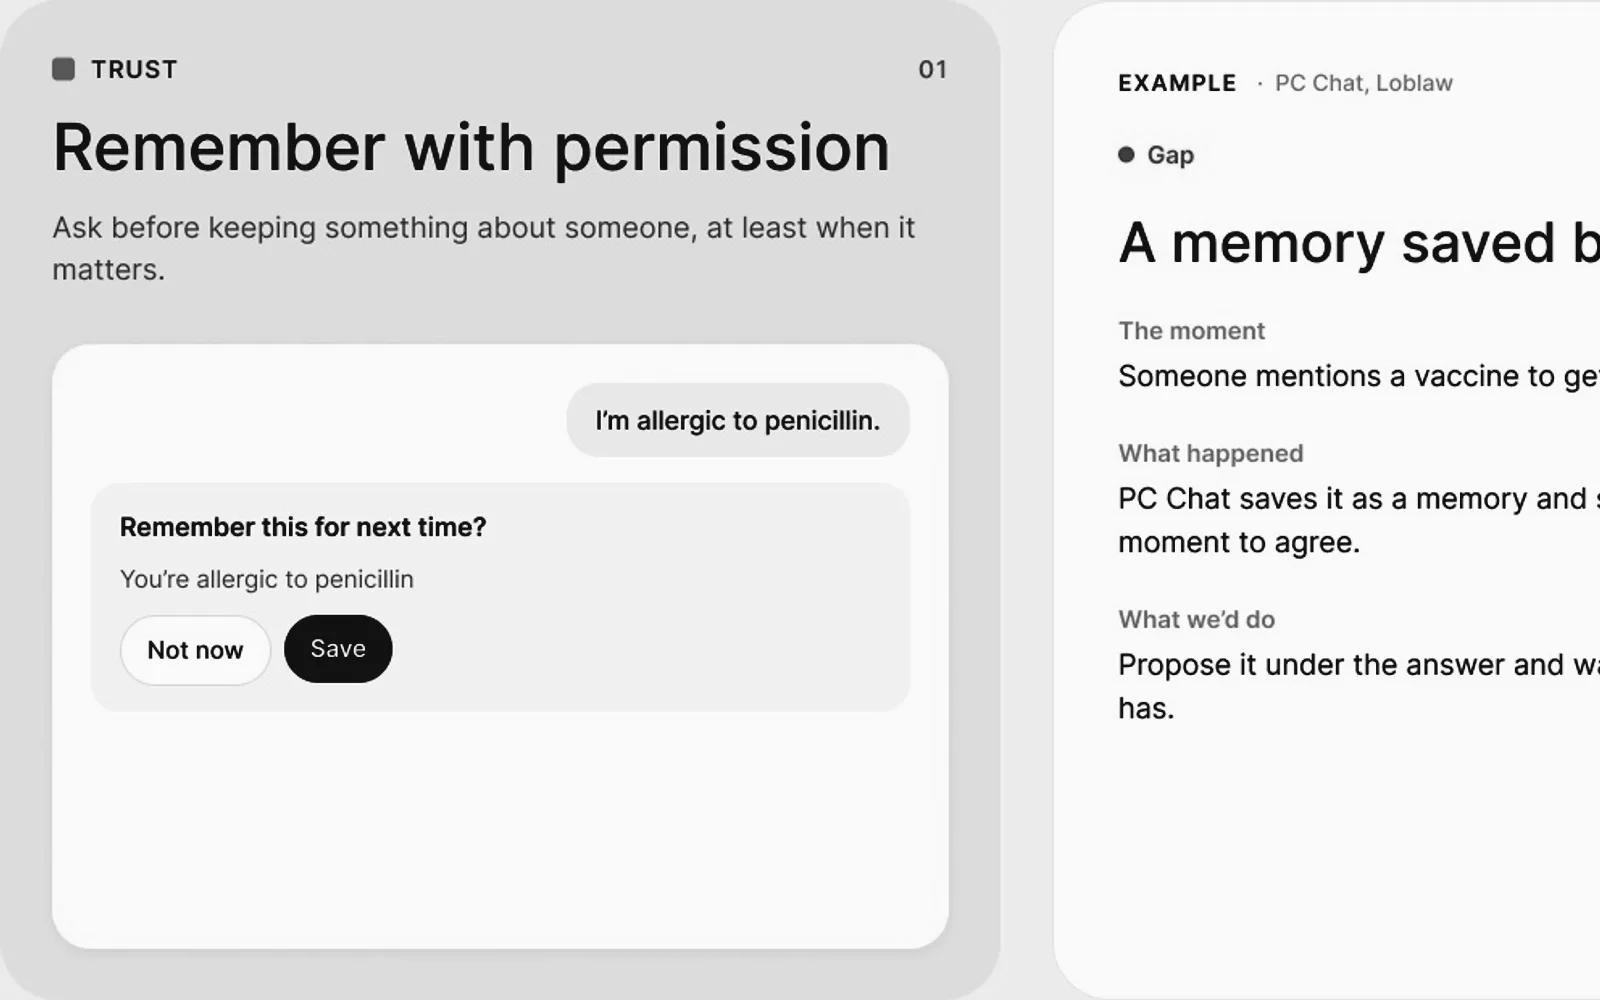 TRUST
01
Remember with permission
Ask before keeping something about someone, at least when it
matters.
I'm allergic to penicillin.
Remember this for next time?
You're allergic to penicillin
Not now
Save
EXAMPLE · PC Chat, Loblaw
Gap
A memory saved
The moment
Someone mentions a vaccine to
What happened
PC Chat saves it as a memory and
moment to agree.
What we'd do
Propose it under the answer and
has.